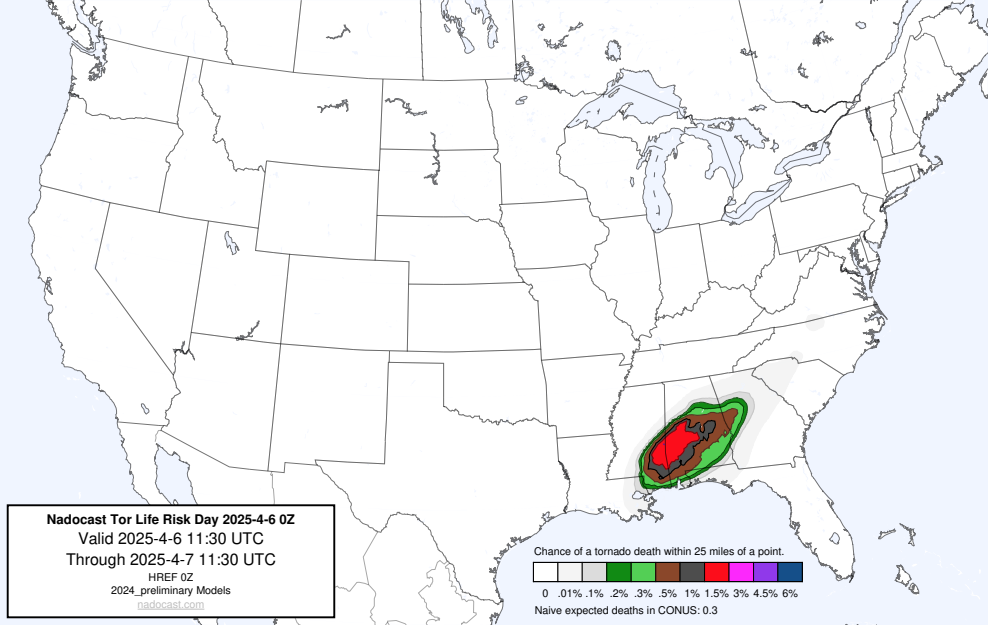 Nadocast Tor Life Risk Day 2025-4-6 0Z
Valid 2025-4-6 11:30 UTC
Through 2025-4-7 11:30 UTC
HREF 0Z
2024_preliminary Models
nadocast.com
Chance of a tornado death within 25 miles of a point.
0 .01% .1% .2% .3% .5% 1% 1.5% 3% 4.5% 6%
Naive expected deaths in CONUS: 0.3